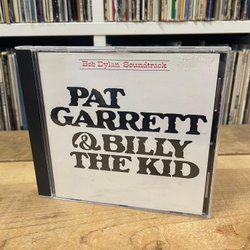 Bob Dylan Soundtrack
PAT
GARRETT
&BILLY
THE KID